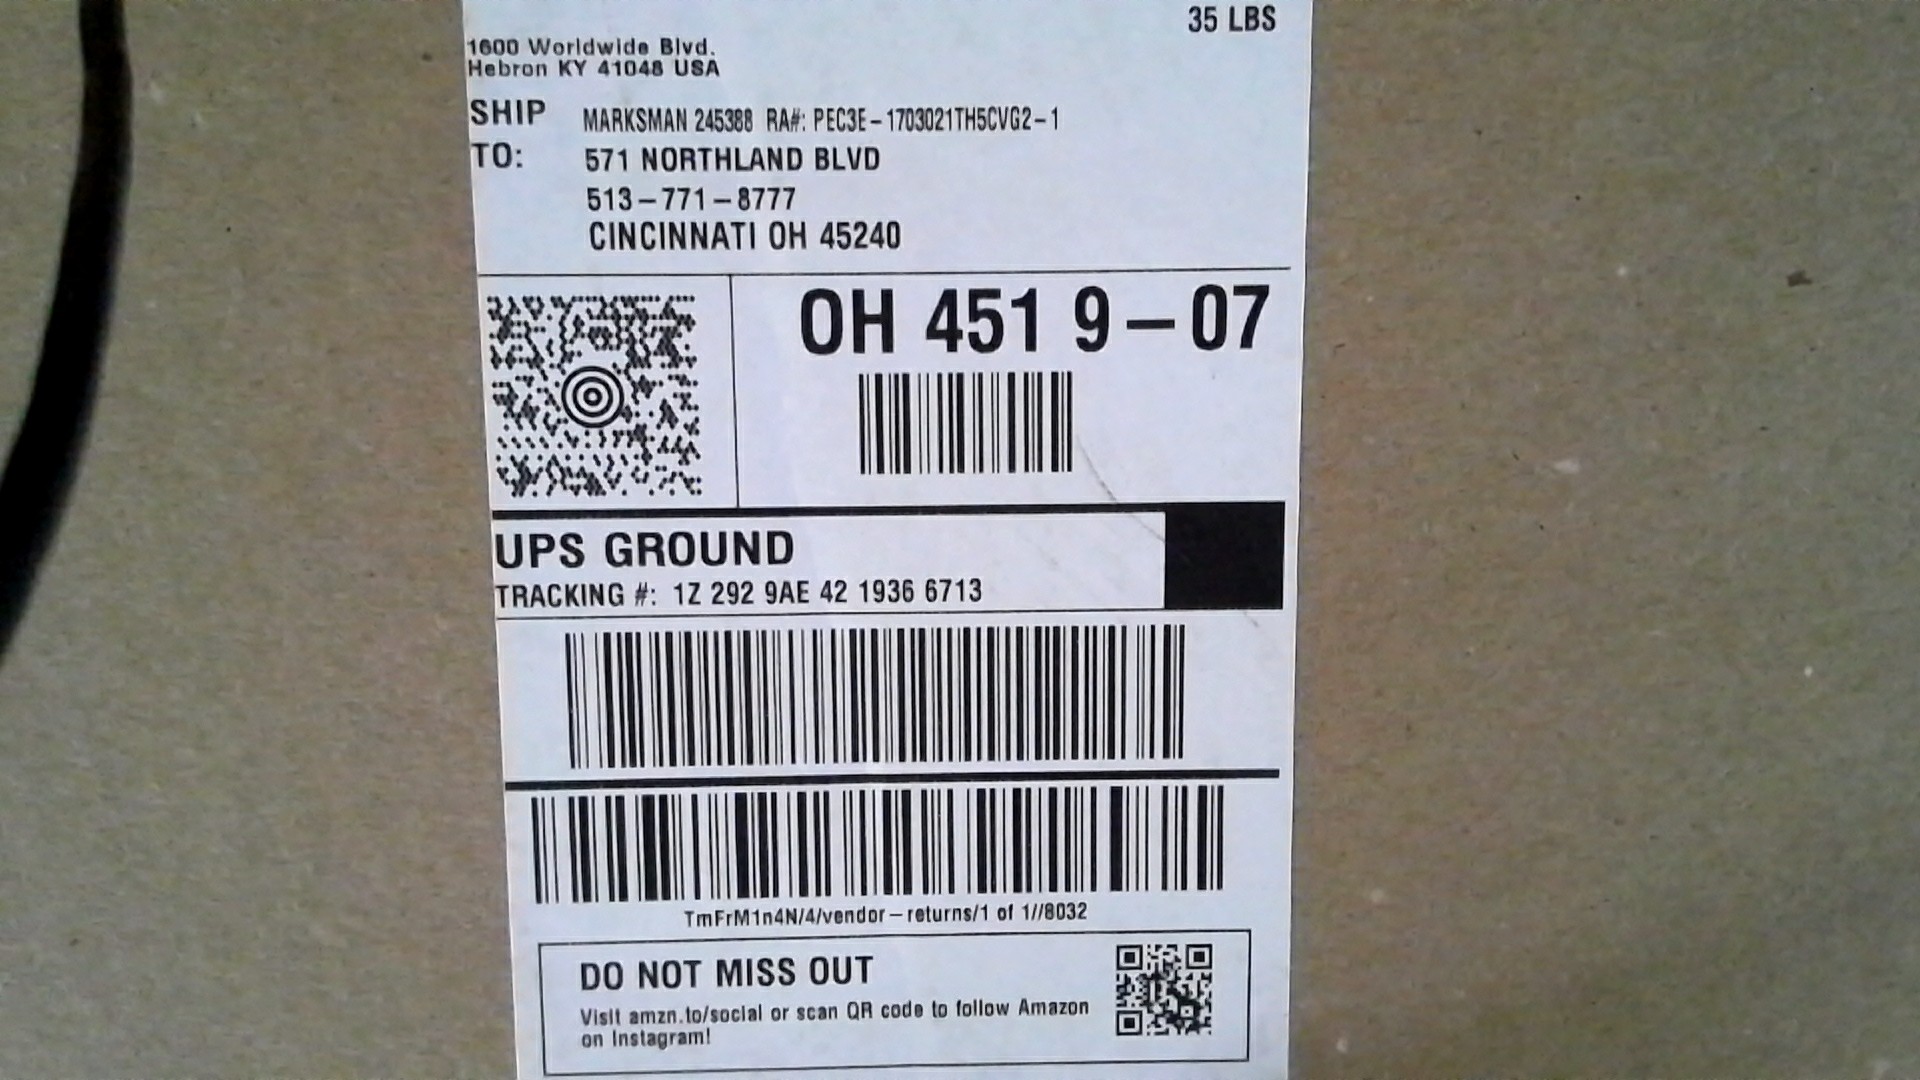 35 LBS
1600 Worldwide Blvd.
Hebron KY 41048 USA
SHIP TO:
MARKSMAN 245388 RA#: PEC3E-1703021TH5CVG2-1
571 NORTHLAND BLVD
513-771-8777
CINCINNATI OH 45240
OH 451 9-07
UPS GROUND
TRACKING #: 1Z 292 9AE 42 1936 6713
TmFrM1n4N/4/vendor-returns/1 of 1//8032
DO NOT MISS OUT
Visit amzn.to/social or scan QR code to follow Amazon
on Instagram!